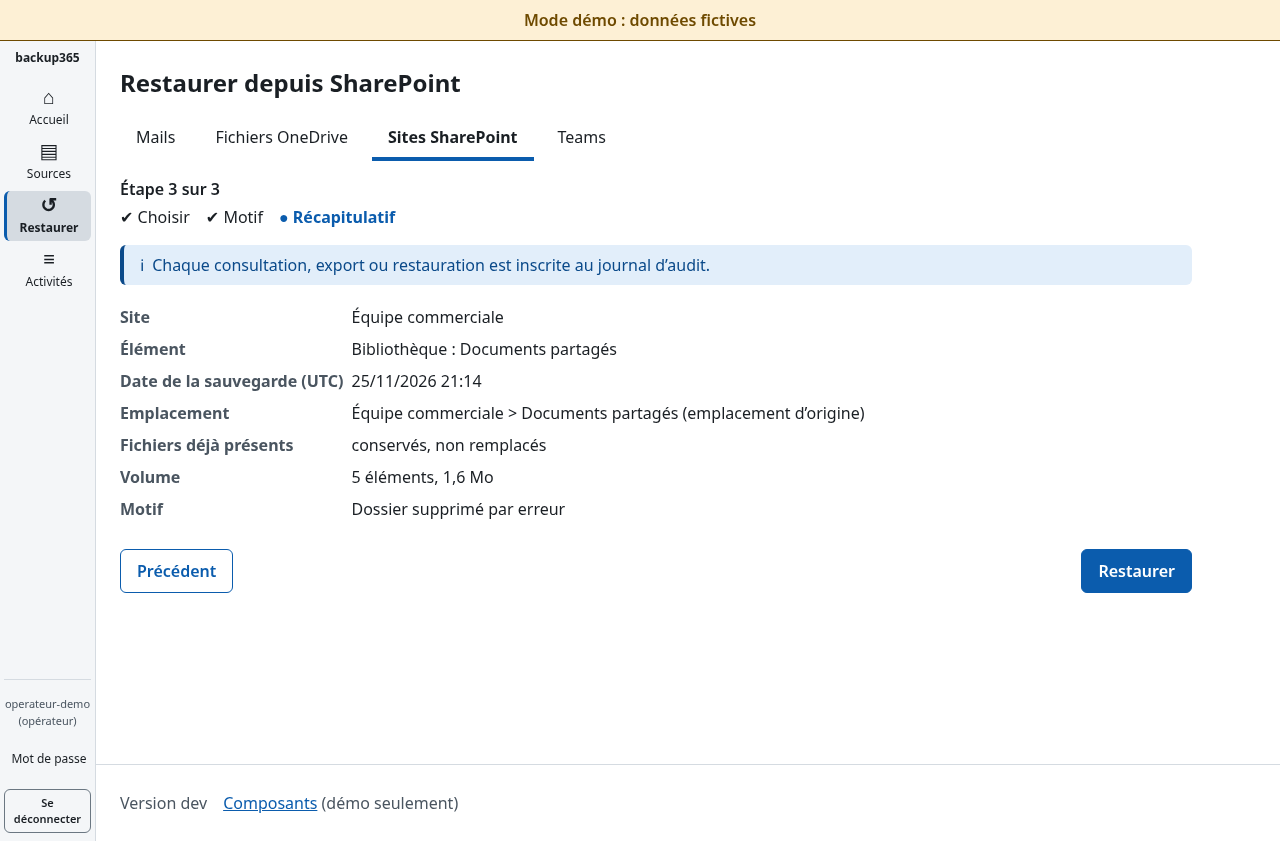 Mode démo : données fictives
backup365
Accueil
Sources
Restaurer
Activités
operateur-demo
(opérateur)
Mot de passe
Se
déconnecter
Restaurer depuis SharePoint
Mails Fichiers OneDrive Sites SharePoint Teams
Étape 3 sur 3
✔ Choisir ✔ Motif ● Récapitulatif
i Chaque consultation, export ou restauration est inscrite au journal d’audit.
Site Équipe commerciale
Élément Bibliothèque : Documents partagés
Date de la sauvegarde (UTC) 25/11/2026 21:14
Emplacement Équipe commerciale > Documents partagés (emplacement d’origine)
Fichiers déjà présents conservés, non remplacés
Volume 5 éléments, 1,6 Mo
Motif Dossier supprimé par erreur
Précédent Restaurer
Version dev Composants (démo seulement)